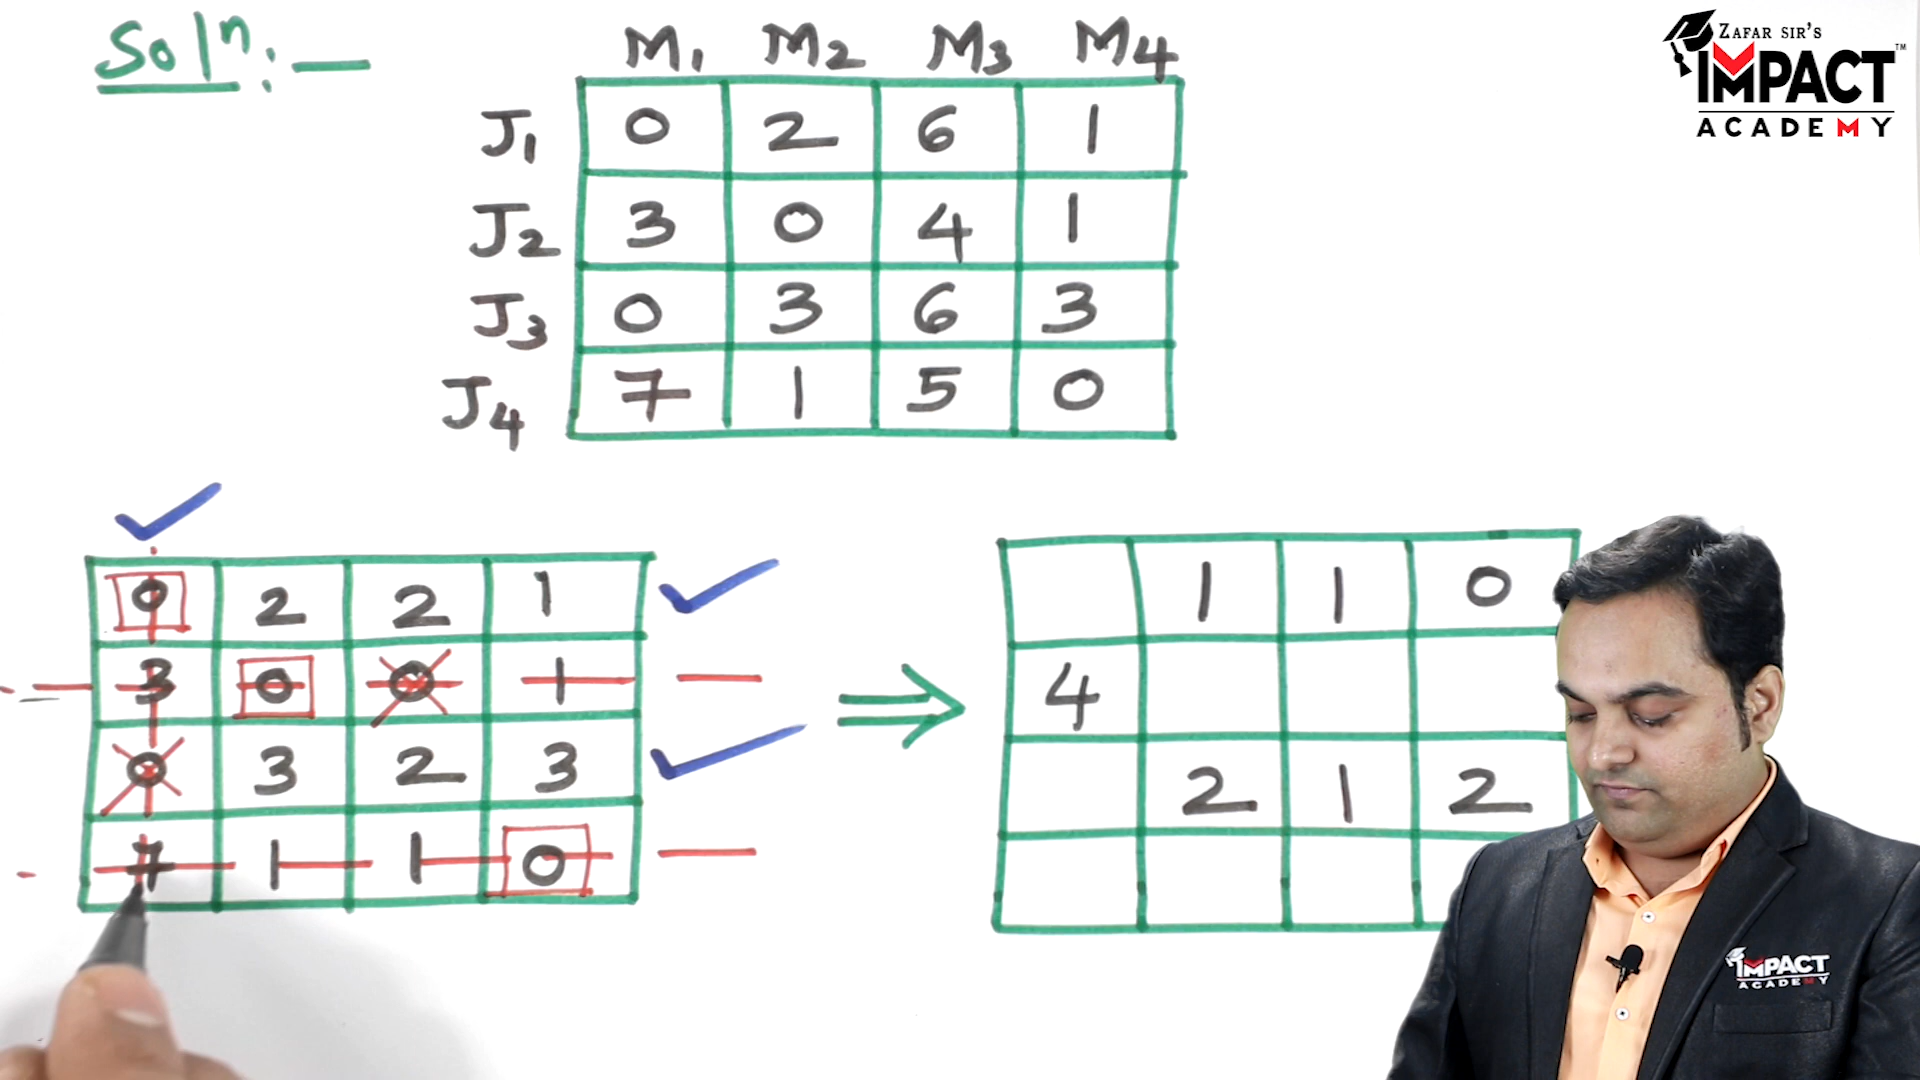 Solⁿ:—
ZAFAR SIR'S
IMPACT™
ACADEMY
M₁ M₂ M₃ M₄
J₁ 0 2 6 1
J₂ 3 0 4 1
J₃ 0 3 6 3
J₄ 7 1 5 0
0 2 2 1
3 0 0 1
0 3 2 3
7 1 1 0
⇒
1 1 0
4
2 1 2
IMPACT
ACADEMY